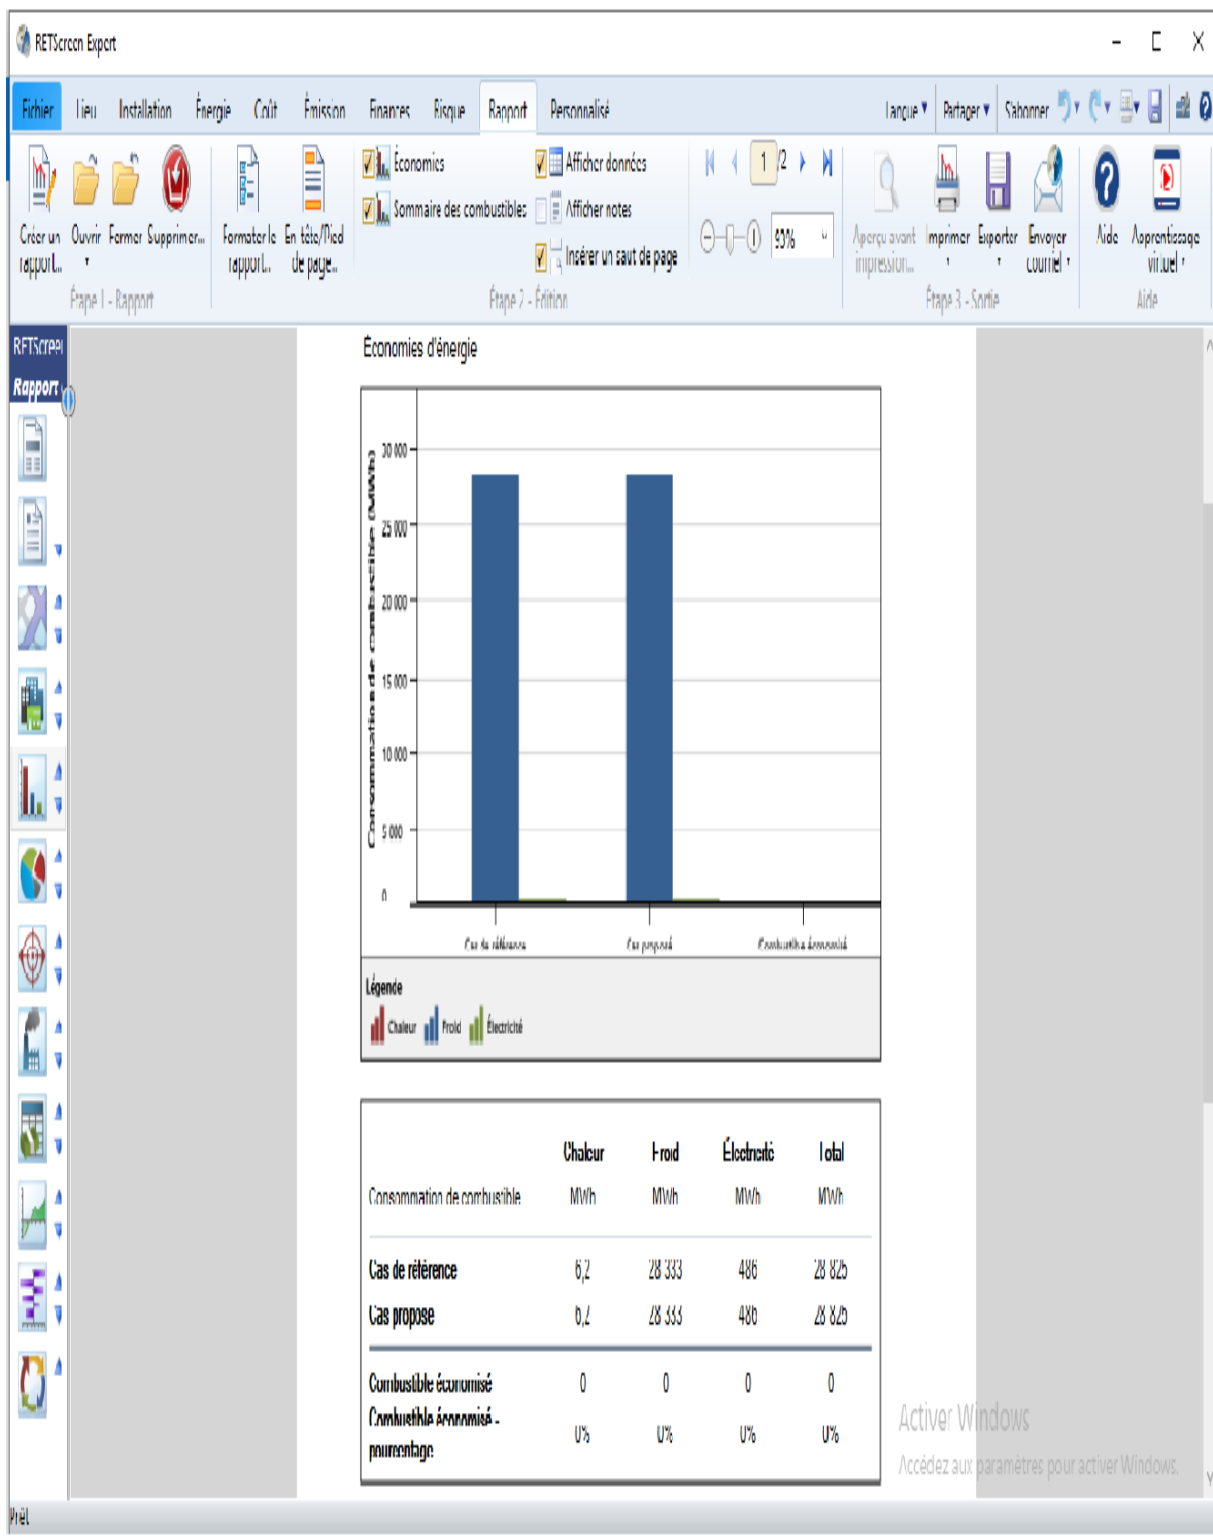 RETScreen Expert
Fichier Lieu Installation Énergie Coût Émission Finances Risque Rapport Personnalisé Langue Partager S'abonner
Économies
Afficher données
1 /2
Sommaire des combustibles
Afficher notes
93%
Insérer un saut de page
Créer un rapport...
Ouvrir
Fermer
Supprimer...
Formater le rapport...
En-tête/Pied de page...
Aperçu avant impression...
Imprimer
Exporter
Envoyer courriel
Aide
Apprentissage virtuel
Étape 1 - Rapport
Étape 2 - Édition
Étape 3 - Sortie
Aide
RETScreen
Rapport
Économies d'énergie
Consommation de combustible (MWh)
30 000
25 000
20 000
15 000
10 000
5 000
0
Cas de référence
Cas proposé
Combustible économisé
Légende
Chaleur Froid Électricité
Chaleur Froid Électricité Total
Consommation de combustible MWh MWh MWh MWh
Cas de référence 6,2 28 333 486 28 825
Cas proposé 6,2 28 333 486 28 825
Combustible économisé 0 0 0 0
Combustible économisé -
pourcentage 0% 0% 0% 0%
Activer Windows
Accédez aux paramètres pour activer Windows.
Prêt